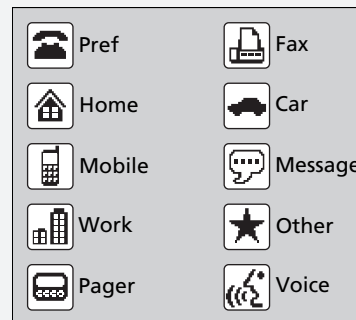 Pref Fax
Home Car
Mobile Message
Work Other
Pager Voice